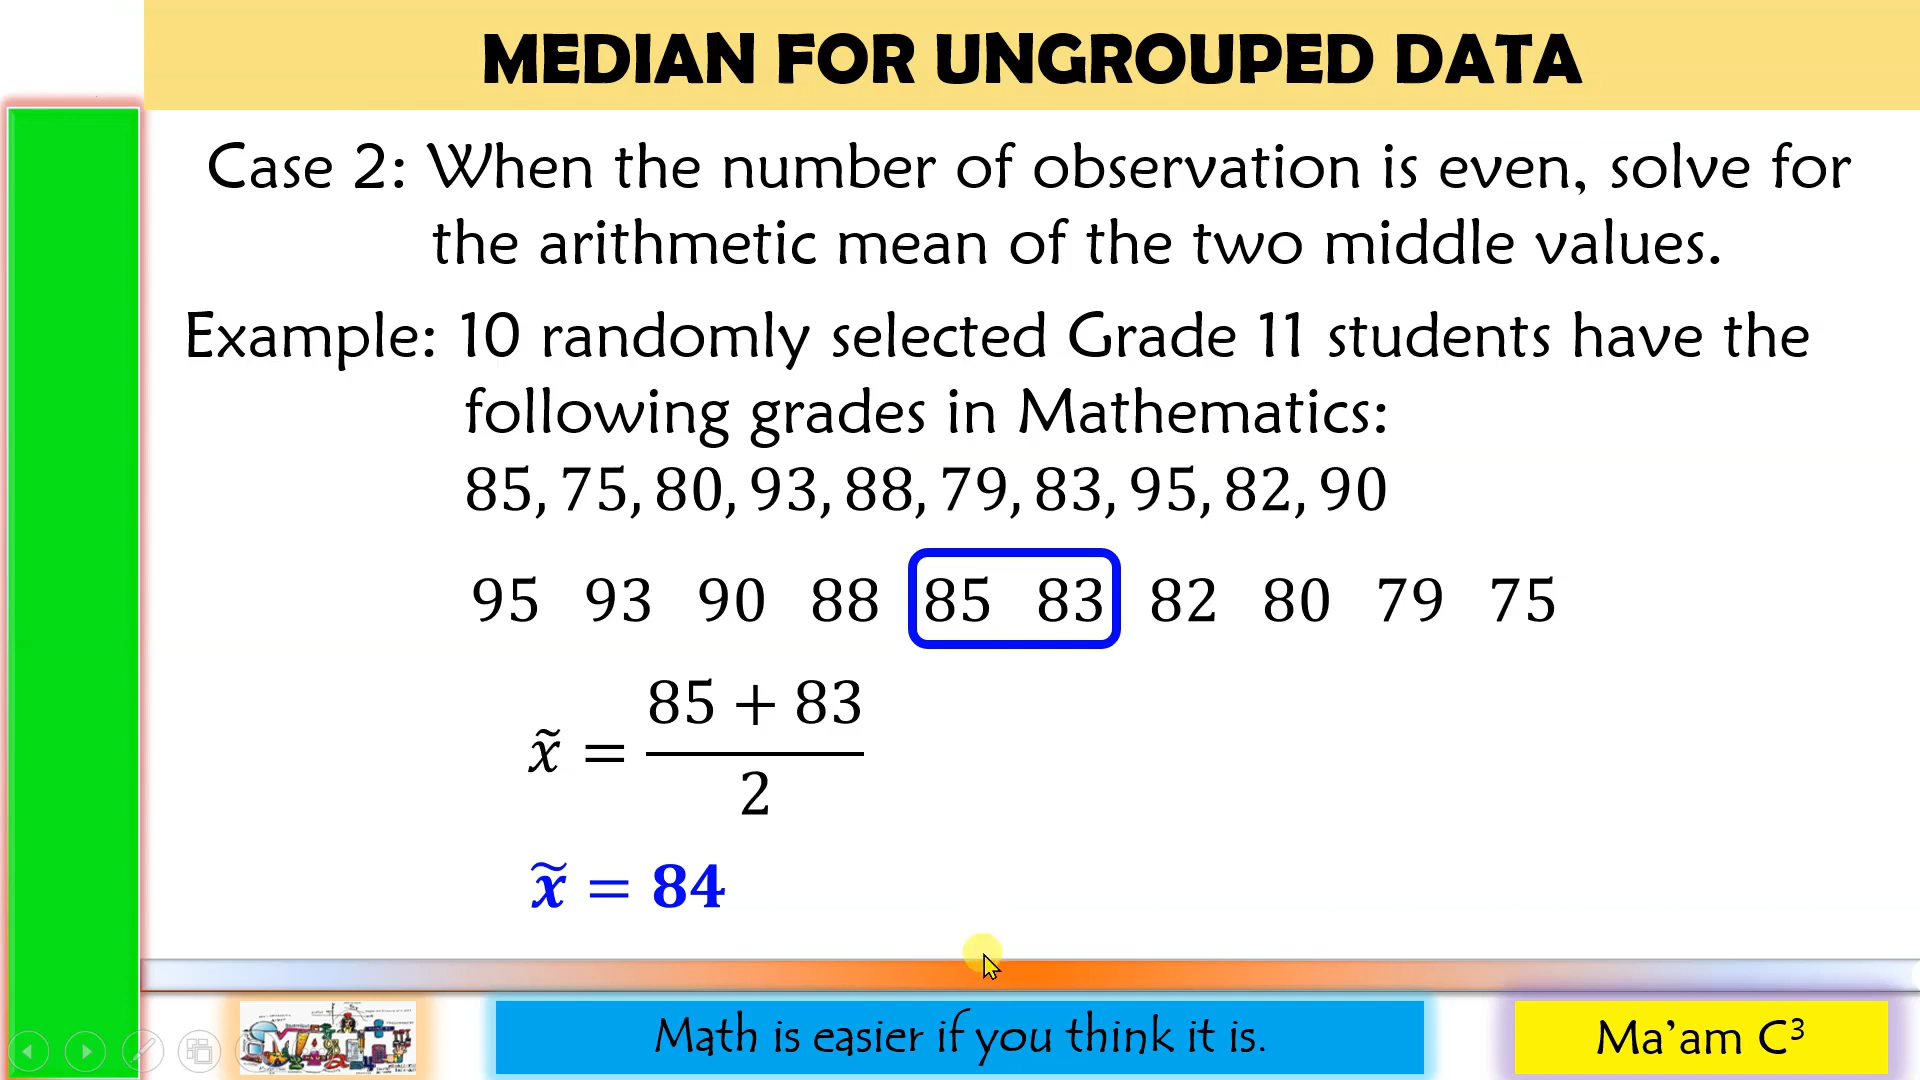 MEDIAN FOR UNGROUPED DATA
Case 2: When the number of observation is even, solve for
the arithmetic mean of the two middle values.
Example: 10 randomly selected Grade 11 students have the
following grades in Mathematics:
85, 75, 80, 93, 88, 79, 83, 95, 82, 90
95 93 90 88 85 83 82 80 79 75
x̃ = (85 + 83) / 2
x̃ = 84
MATH
Math is easier if you think it is.
Ma'am C³